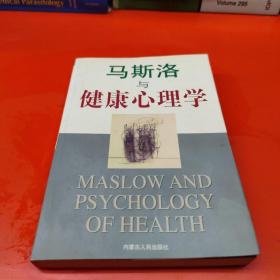 马斯洛
与
健康心理学
MASLOW AND
PSYCHOLOGY
OF HEALTH
内蒙古人民出版社
Volume 295